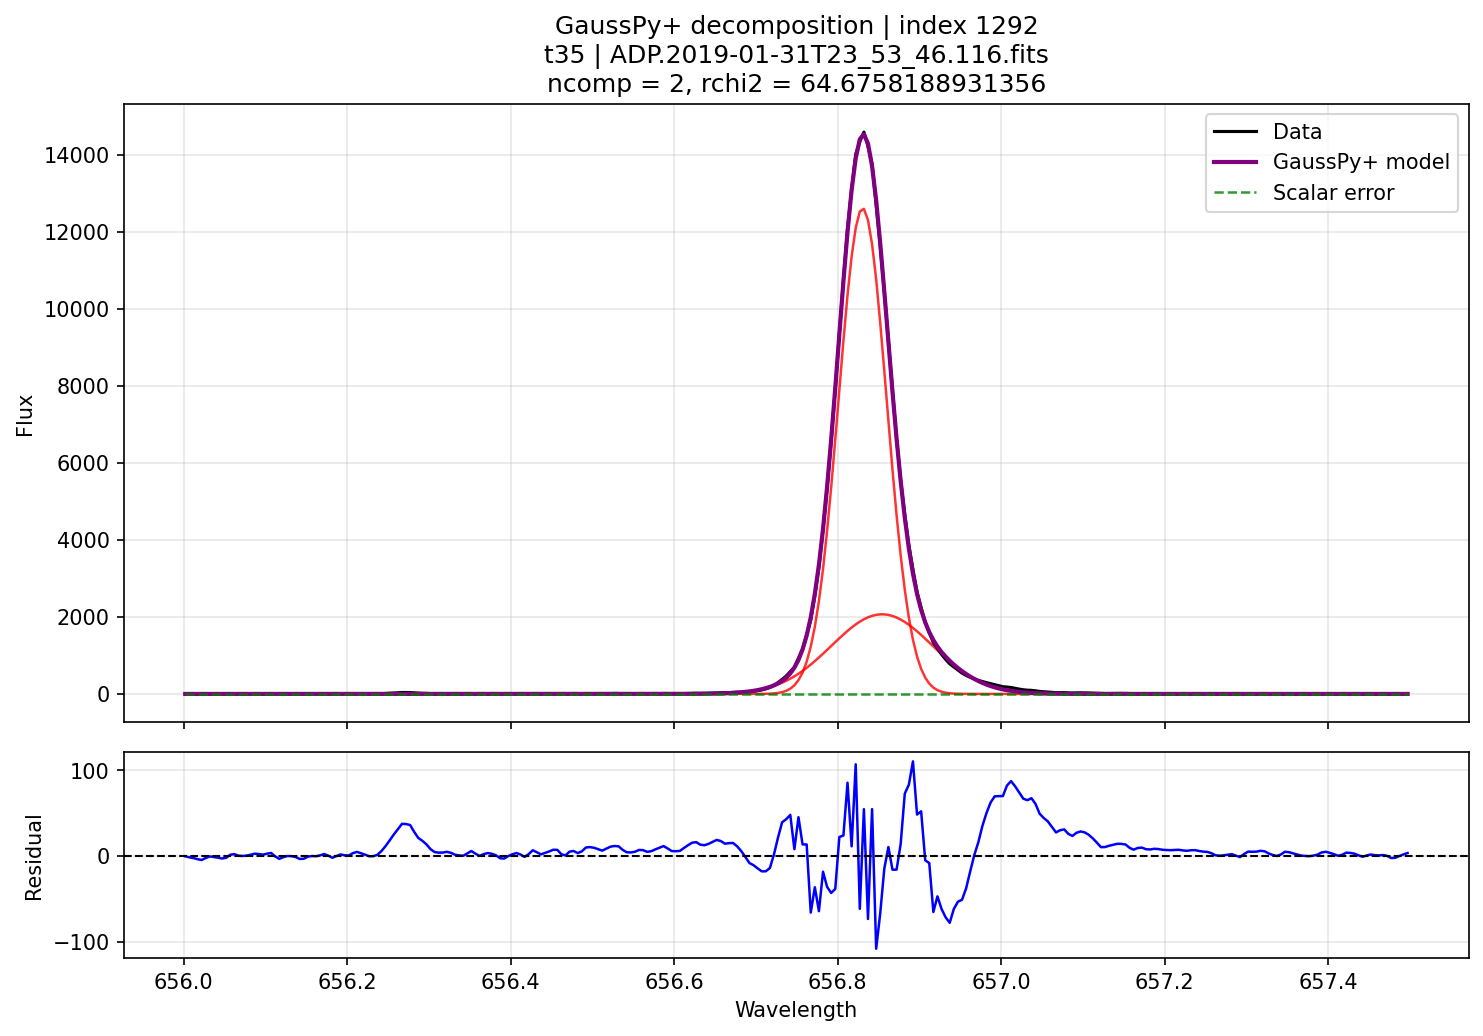 GaussPy+ decomposition | index 1292
t35 | ADP.2019-01-31T23_53_46.116.fits
ncomp = 2, rchi2 = 64.6758188931356
Data
GaussPy+ model
Scalar error
14000
12000
10000
8000
6000
4000
2000
0
Flux
100
0
−100
Residual
656.0
656.2
656.4
656.6
656.8
657.0
657.2
657.4
Wavelength